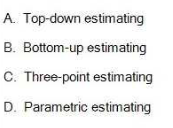 A. Top-down estimating
B. Bottom-up estimating
C. Three-point estimating
D. Parametric estimating